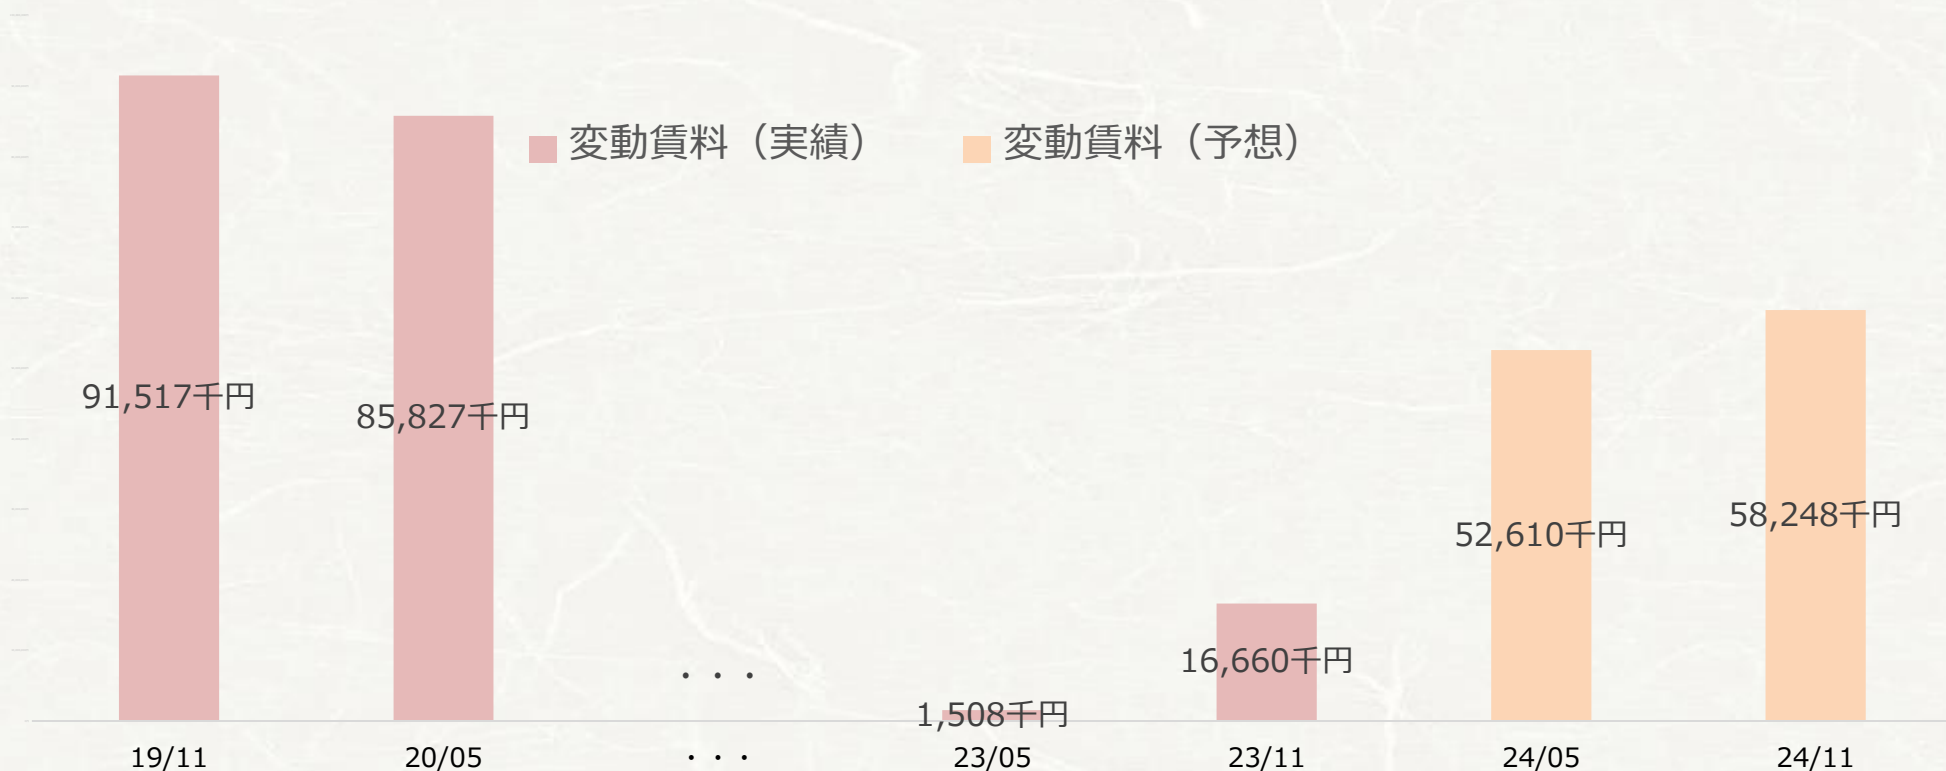 変動賃料（実績）
変動賃料（予想）
91,517千円
85,827千円
・・・
1,508千円
16,660千円
52,610千円
58,248千円
19/11
20/05
・・・
23/05
23/11
24/05
24/11